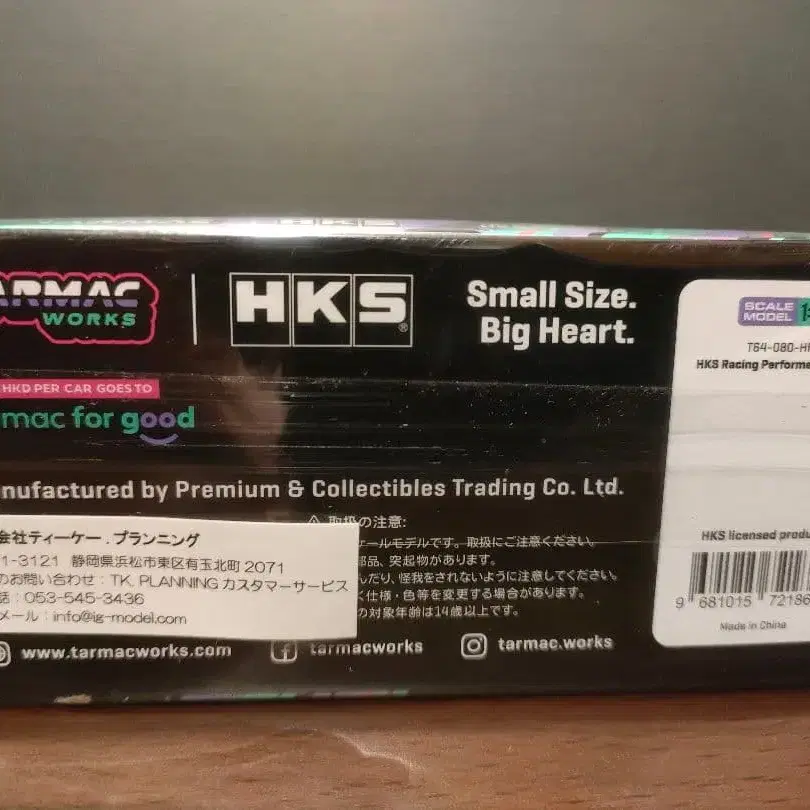 ARMAC
WORKS
HKS®
Small Size.
Big Heart.
HKD PER CAR GOES TO
mac for good
nufactured by Premium & Collectibles Trading Co. Ltd.
会社ティーケー.プランニング
1-3121 静岡県浜松市東区有玉北町 2071
のお問い合わせ：TK. PLANNING カスタマーサービス
話：053-545-3436
メール：info@ig-model.com
⚠ 取扱の注意:
ケールモデルです。取扱にご注意ください。
部品、突起物があります。
んだり、怪我をされないように注意してください。
く仕様・色等を変更する場合があります。
の対象年齢は14歳以上です。
www.tarmacworks.com
tarmacworks
tarmac.works
SCALE
MODEL
T64-080-H
HKS Racing Performa
HKS licensed produ
9 681015 72186
Made in China